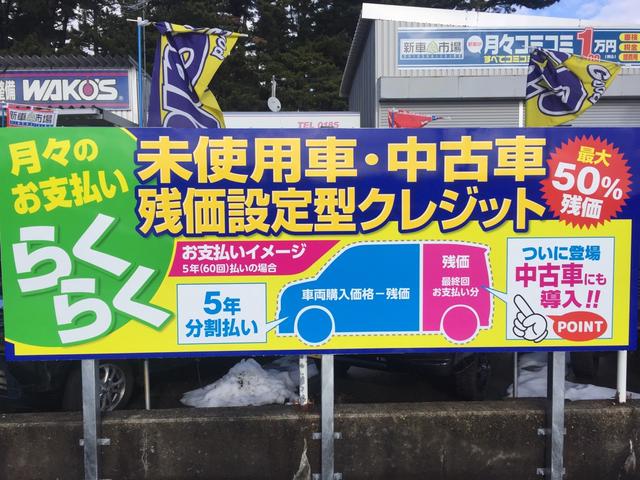 WAKO'S
新車市場
新車市場
月々コミコミ1万円
すべてコミコミ
TEL 0185
月々の
お支払い
らくらく
未使用車・中古車
残価設定型クレジット
最大
50%
残価
お支払いイメージ
5年(60回)払いの場合
5年
分割払い
車両購入価格－残価
残価
最終回
お支払い分
ついに登場
中古車にも
導入!!
POINT